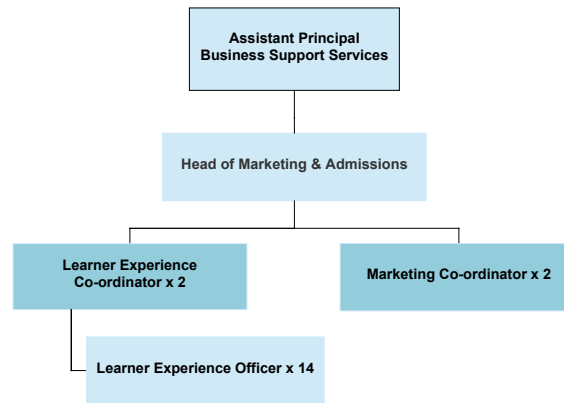 Assistant Principal
Business Support Services
Head of Marketing & Admissions
Learner Experience
Co-ordinator x 2
Marketing Co-ordinator x 2
Learner Experience Officer x 14